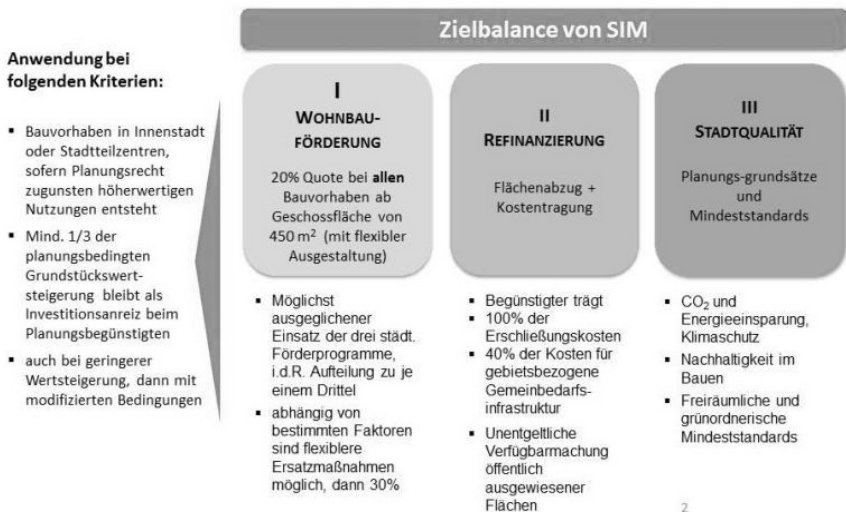 Zielbalance von SIM
Anwendung bei
folgenden Kriterien:
▪ Bauvorhaben in Innenstadt
oder Stadtteilzentren,
sofern Planungsrecht
zugunsten höherwertigen
Nutzungen entsteht
▪ Mind. 1/3 der
planungsbedingten
Grundstückswert-
steigerung bleibt als
Investitionsanreiz beim
Planungsbegünstigten
▪ auch bei geringerer
Wertsteigerung, dann mit
modifizierten Bedingungen
I
WOHNBAU-
FÖRDERUNG
20% Quote bei allen
Bauvorhaben ab
Geschossfläche von
450 m² (mit flexibler
Ausgestaltung)
▪ Möglichst
ausgeglichener
Einsatz der drei städt.
Förderprogramme,
i.d.R. Aufteilung zu je
einem Drittel
▪ abhängig von
bestimmten Faktoren
sind flexiblere
Ersatzmaßnahmen
möglich, dann 30%
II
REFINANZIERUNG
Flächenabzug +
Kostentragung
▪ Begünstigter trägt
▪ 100% der
Erschließungskosten
▪ 40% der Kosten für
gebietsbezogene
Gemeinbedarfs-
infrastruktur
▪ Unentgeltliche
Verfügbarmachung
öffentlich
ausgewiesener
Flächen
III
STADTQUALITÄT
Planungs-grundsätze
und
Mindeststandards
▪ CO₂ und
Energieeinsparung,
Klimaschutz
▪ Nachhaltigkeit im
Bauen
▪ Freiräumliche und
grünordnerische
Mindeststandards
2